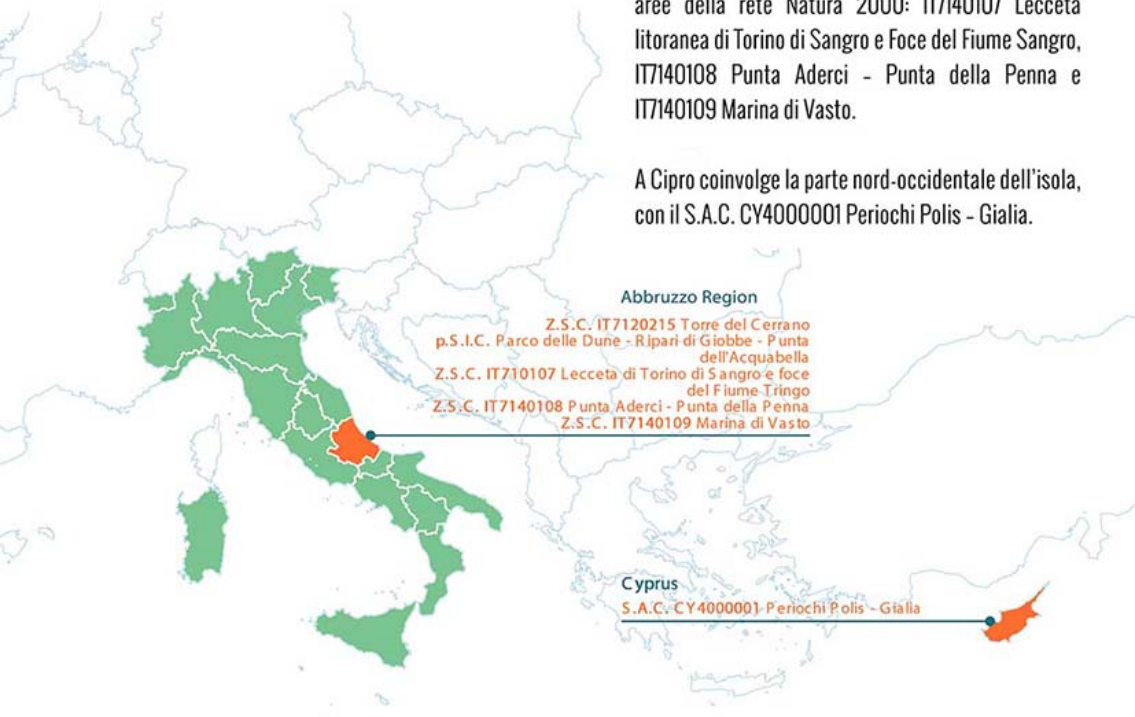 aree della rete Natura 2000: IT7140107 Lecceta
litoranea di Torino di Sangro e Foce del Fiume Sangro,
IT7140108 Punta Aderci - Punta della Penna e
IT7140109 Marina di Vasto.
A Cipro coinvolge la parte nord-occidentale dell'isola,
con il S.A.C. CY4000001 Periochi Polis - Gialia.
Abbruzzo Region
Z.S.C. IT7120215 Torre del Cerrano
p.S.I.C. Parco delle Dune - Ripari di Giobbe - Punta
dell'Acquabella
Z.S.C. IT710107 Lecceta di Torino di Sangro e foce
del Fiume Tringo
Z.S.C. IT7140108 Punta Aderci - Punta della Penna
Z.S.C. IT7140109 Marina di Vasto
Cyprus
S.A.C. CY4000001 Periochi Polis - Gialia